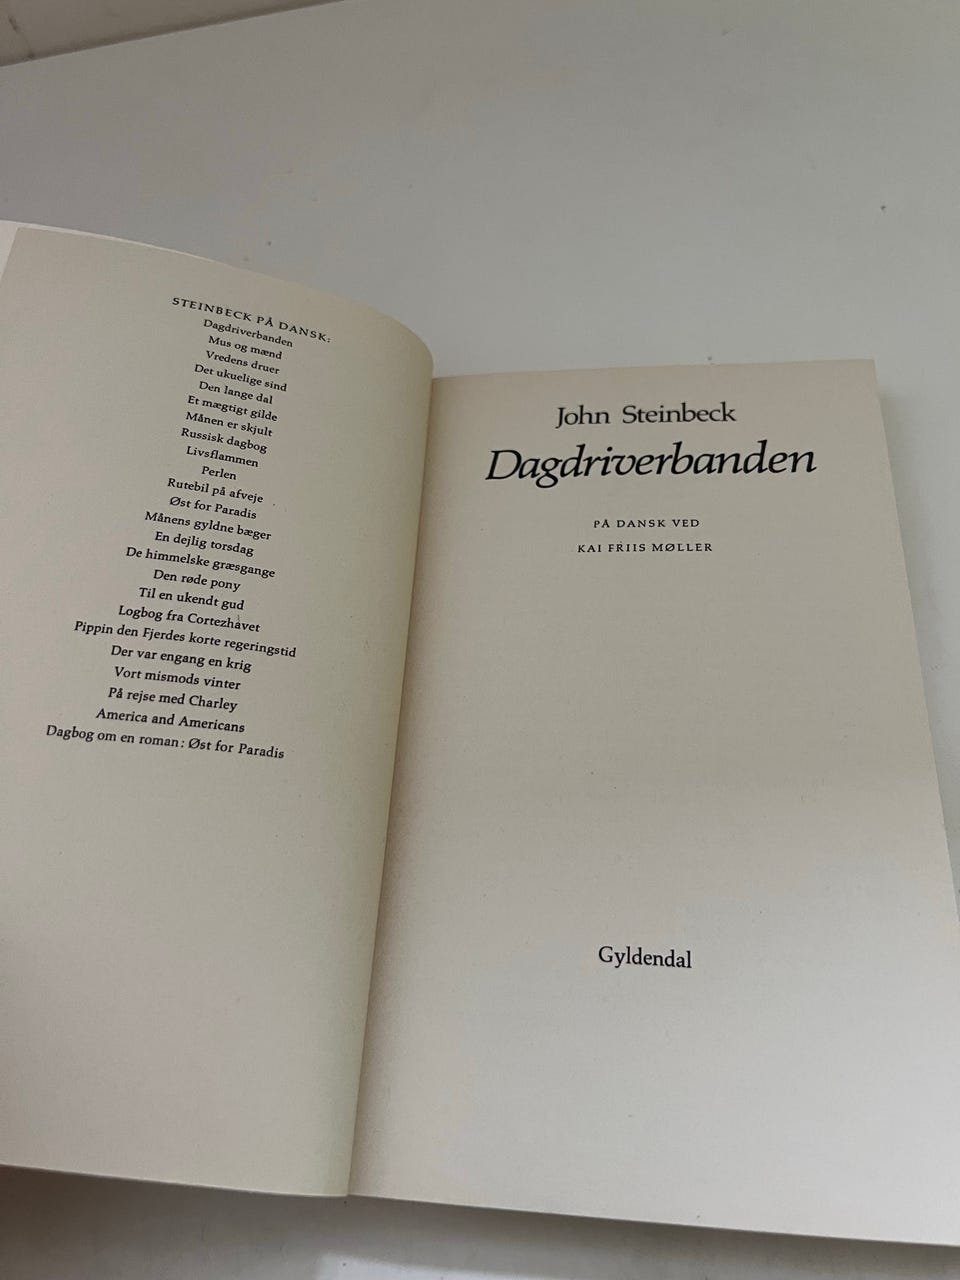 STEINBECK PÅ DANSK:
Dagdriverbanden
Mus og mænd
Vredens druer
Det ukuelige sind
Den lange dal
Et mægtigt gilde
Månen er skjult
Russisk dagbog
Livsflammen
Perlen
Rutebil på afveje
Øst for Paradis
Månens gyldne bæger
En dejlig torsdag
De himmelske græsgange
Den røde pony
Til en ukendt gud
Logbog fra Cortezhavet
Pippin den Fjerdes korte regeringstid
Der var engang en krig
Vort mismods vinter
På rejse med Charley
America and Americans
Dagbog om en roman: Øst for Paradis
John Steinbeck
Dagdriverbanden
PÅ DANSK VED
KAI FRIIS MØLLER
Gyldendal